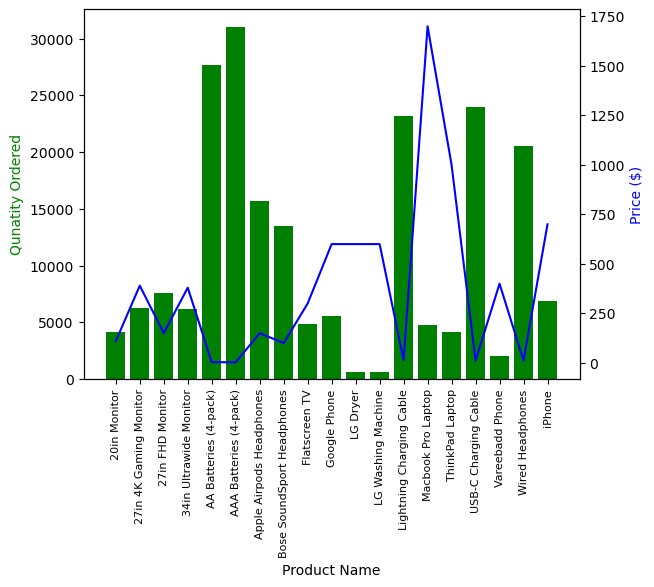 30000
25000
20000
15000
10000
5000
0
Qunatity Ordered
1750
1500
1250
1000
750
500
250
0
Price ($)
20in Monitor
27in 4K Gaming Monitor
27in FHD Monitor
34in Ultrawide Monitor
AA Batteries (4-pack)
AAA Batteries (4-pack)
Apple Airpods Headphones
Bose SoundSport Headphones
Flatscreen TV
Google Phone
LG Dryer
LG Washing Machine
Lightning Charging Cable
Macbook Pro Laptop
ThinkPad Laptop
USB-C Charging Cable
Vareebadd Phone
Wired Headphones
iPhone
Product Name